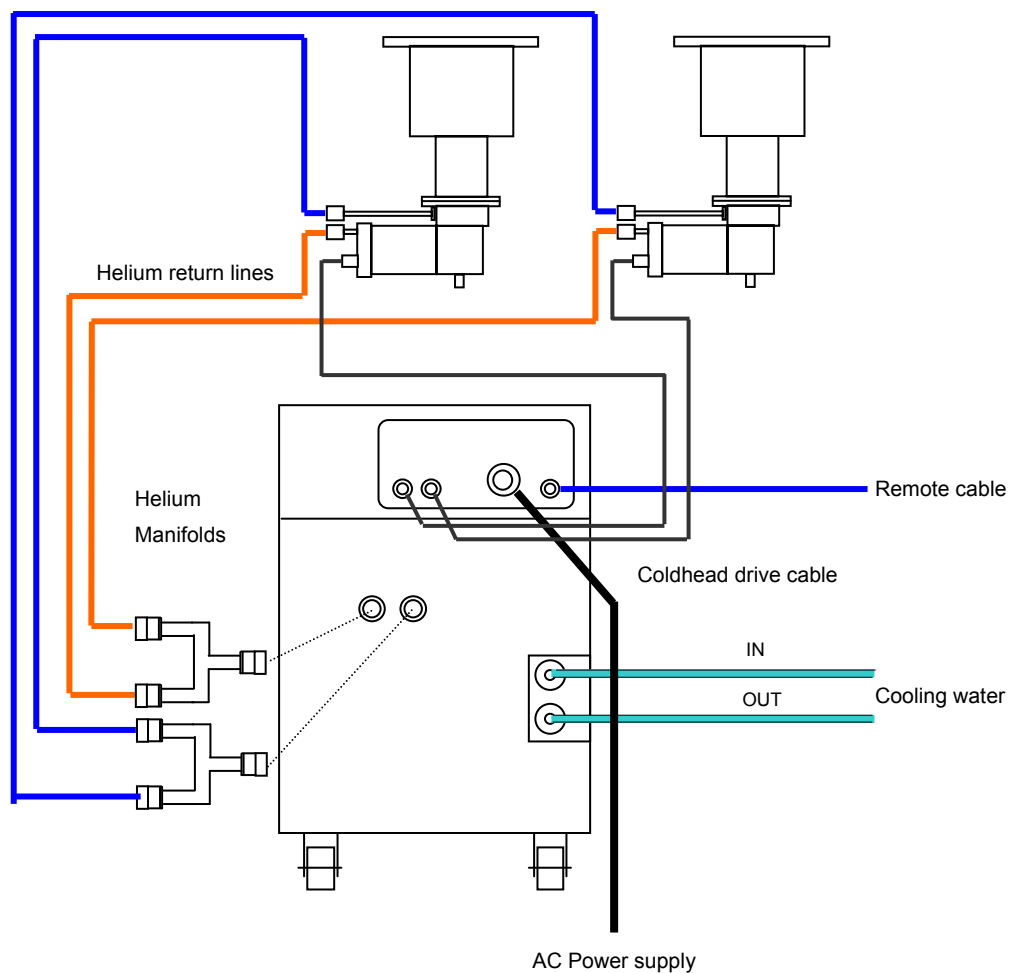 Helium return lines
Helium
Manifolds
Remote cable
Coldhead drive cable
IN
OUT
Cooling water
AC Power supply